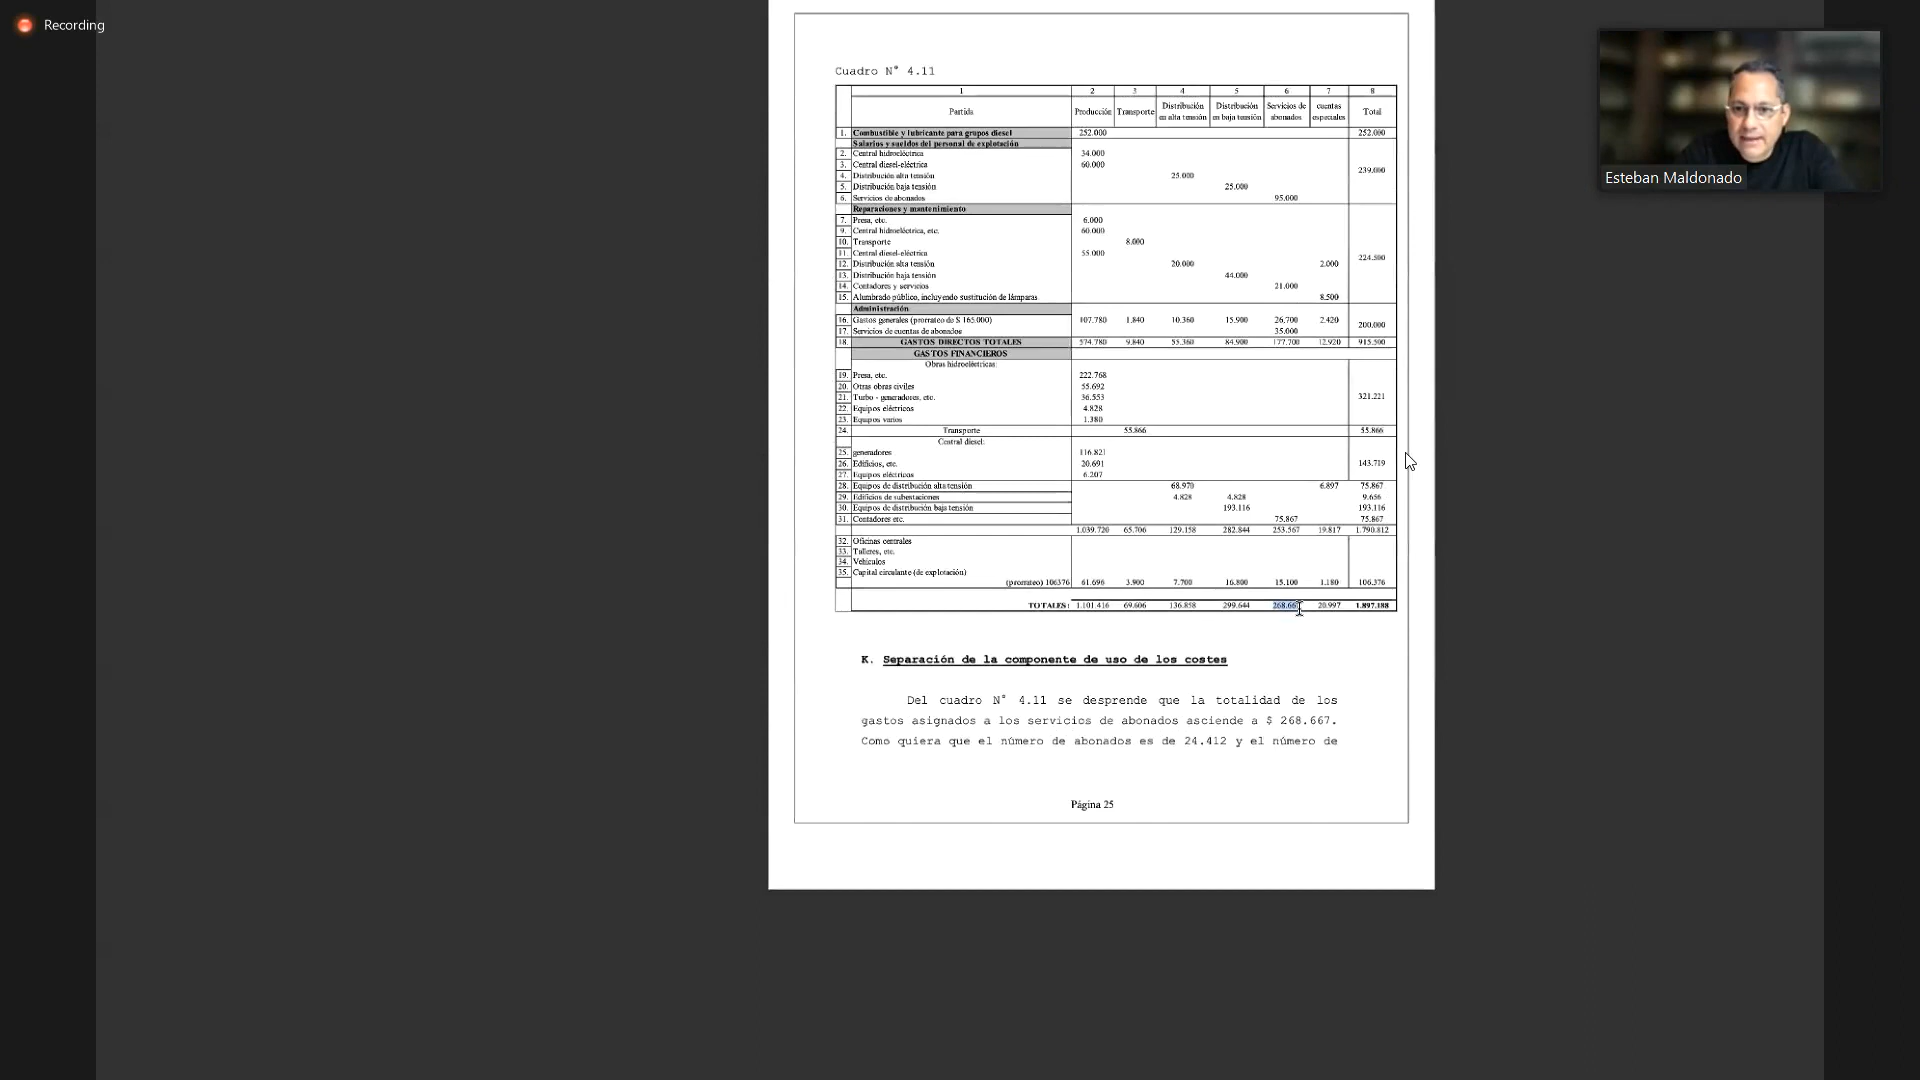 Recording
Esteban Maldonado
Cuadro N° 4.11
1 2 3 4 5 6 7 8
Partida Producción Transporte Distribución en alta tensión Distribución en baja tensión Servicios de abonados cuentas especiales Total
1. Combustible y lubricante para grupos diesel 252.000 252.000
Salarios y sueldos del personal de explotación
2. Central hidroeléctrica 34.000
3. Central diesel-eléctrica 60.000
239.000
4. Distribución alta tensión 25.000
5. Distribución baja tensión 25.000
6. Servicios de abonados 95.000
Reparaciones y mantenimiento
7. Presa, etc. 6.000
9. Central hidroeléctrica, etc. 60.000
10. Transporte 8.000
11. Central diesel-eléctrica 55.000
224.500
12. Distribución alta tensión 20.000 2.000
13. Distribución baja tensión 44.000
14. Contadores y servicios 21.000
15. Alumbrado público, incluyendo sustitución de lámparas 8.500
Administración
16. Gastos generales (prorrateo de $ 165.000) 107.780 1.840 10.360 15.900 26.700 2.420
200.000
17. Servicios de cuentas de abonados 35.000
18. GASTOS DIRECTOS TOTALES 574.780 9.840 55.360 84.900 177.700 12.920 915.500
GASTOS FINANCIEROS
Obras hidroeléctricas:
19. Presa, etc. 222.768
20. Otras obras civiles 55.692
21. Turbo - generadores, etc. 36.553 321.221
22. Equipos eléctricos 4.828
23. Equipos varios 1.380
24. Transporte 55.866 55.866
Central diesel:
25. generadores 116.821
26. Edificios, etc. 20.691 143.719
27. Equipos eléctricos 6.207
28. Equipos de distribución alta tensión 68.970 6.897 75.867
29. Edificios de subestaciones 4.828 4.828 9.656
30. Equipos de distribución baja tensión 193.116 193.116
31. Contadores etc. 75.867 75.867
1.039.720 65.706 129.158 282.844 253.567 19.817 1.790.812
32. Oficinas centrales
33. Talleres, etc.
34. Vehículos
35. Capital circulante (de explotación)
(prorrateo) 106376 61.696 3.900 7.700 16.800 15.100 1.180 106.376
TOTALES: 1.101.416 69.606 136.858 299.644 268.667 20.997 1.897.188
K. Separación de la componente de uso de los costes
Del cuadro N° 4.11 se desprende que la totalidad de los
gastos asignados a los servicios de abonados asciende a $ 268.667.
Como quiera que el número de abonados es de 24.412 y el número de
Página 25